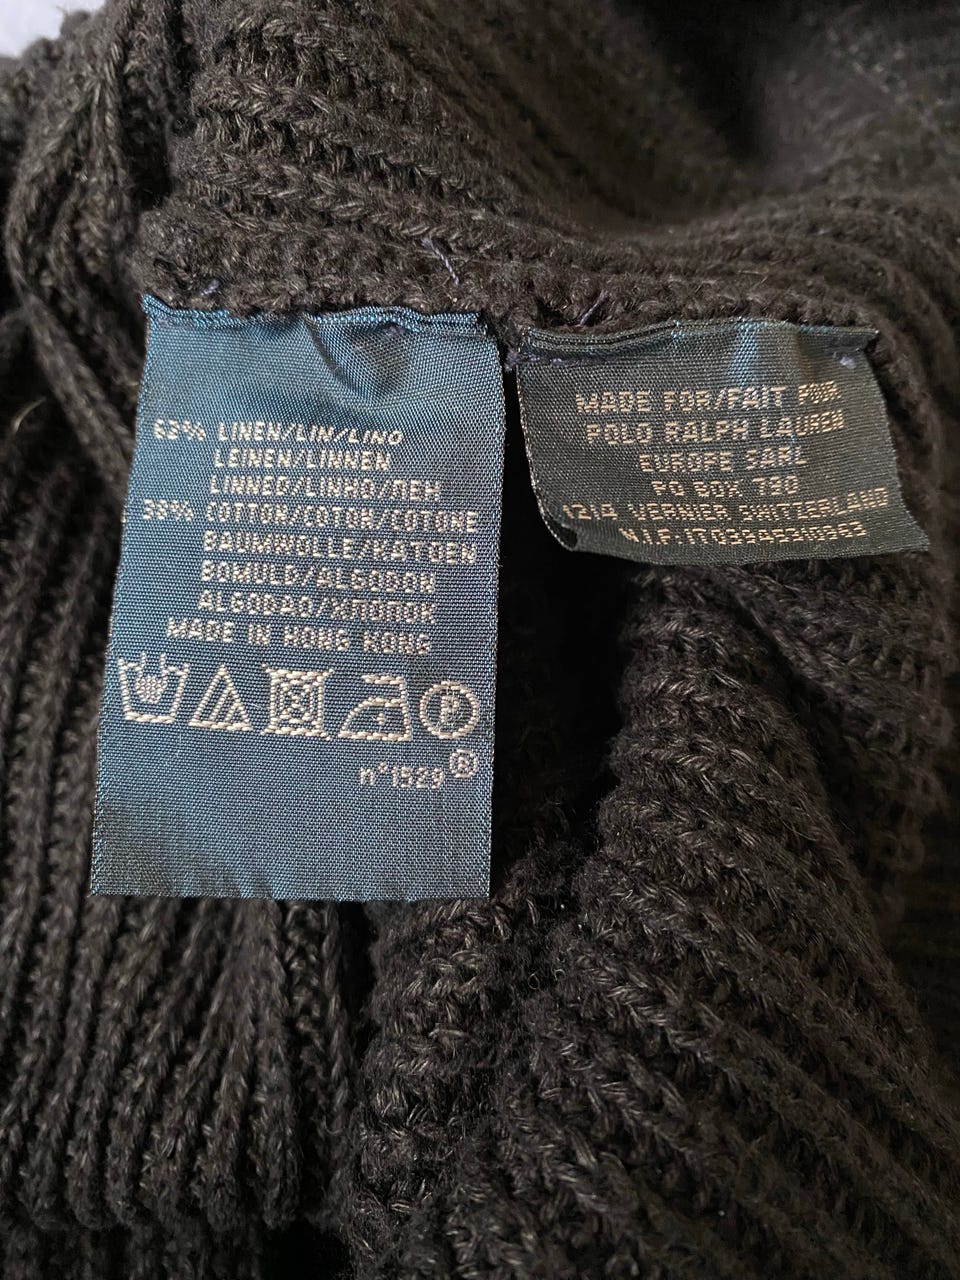 62% LINEN/LIN/LINO
LEINEN/LINNEN
LINNED/LINHO/ЛЕН
38% COTTON/COTON/COTONE
BAUMWOLLE/KATOEN
BOMULD/ALGODON
ALGODAO/ХЛОПОК
MADE IN HONG KONG
P
n°1529®
MADE FOR/FAIT POUR
POLO RALPH LAUREN
EUROPE SARL
PO BOX 730
1214 VERNIER SWITZERLAND
N.I.F.